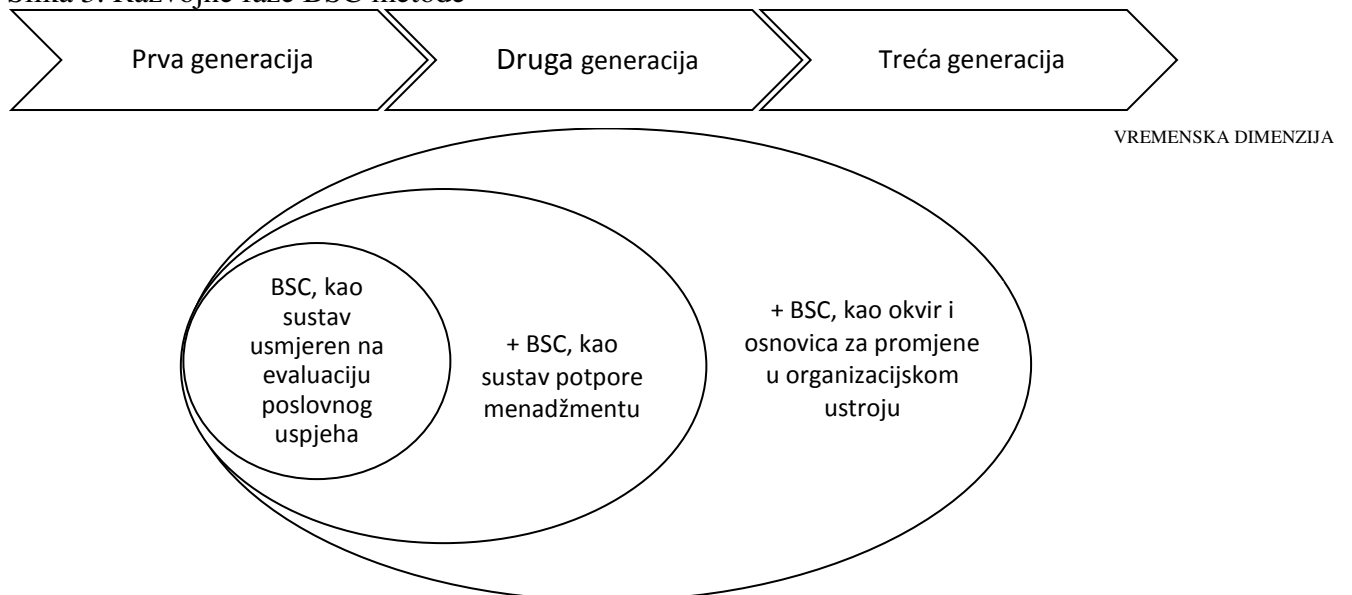 Slika 3. Razvojne faze BSC metode
Prva generacija
Druga generacija
Treća generacija
VREMENSKA DIMENZIJA
BSC, kao
sustav
usmjeren na
evaluaciju
poslovnog
uspjeha
+ BSC, kao
sustav potpore
menadžmentu
+ BSC, kao okvir i
osnovica za promjene
u organizacijskom
ustroju